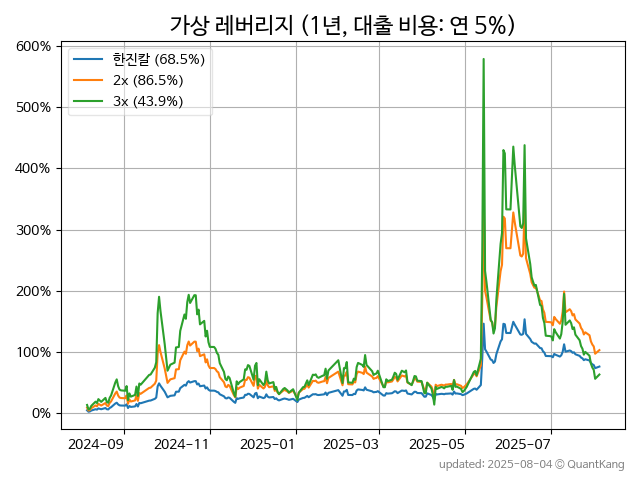 가상 레버리지 (1년, 대출 비용: 연 5%)
한진칼 (68.5%)
2x (86.5%)
3x (43.9%)
600%
500%
400%
300%
200%
100%
0%
2024-09
2024-11
2025-01
2025-03
2025-05
2025-07
updated: 2025-08-04 © QuantKang